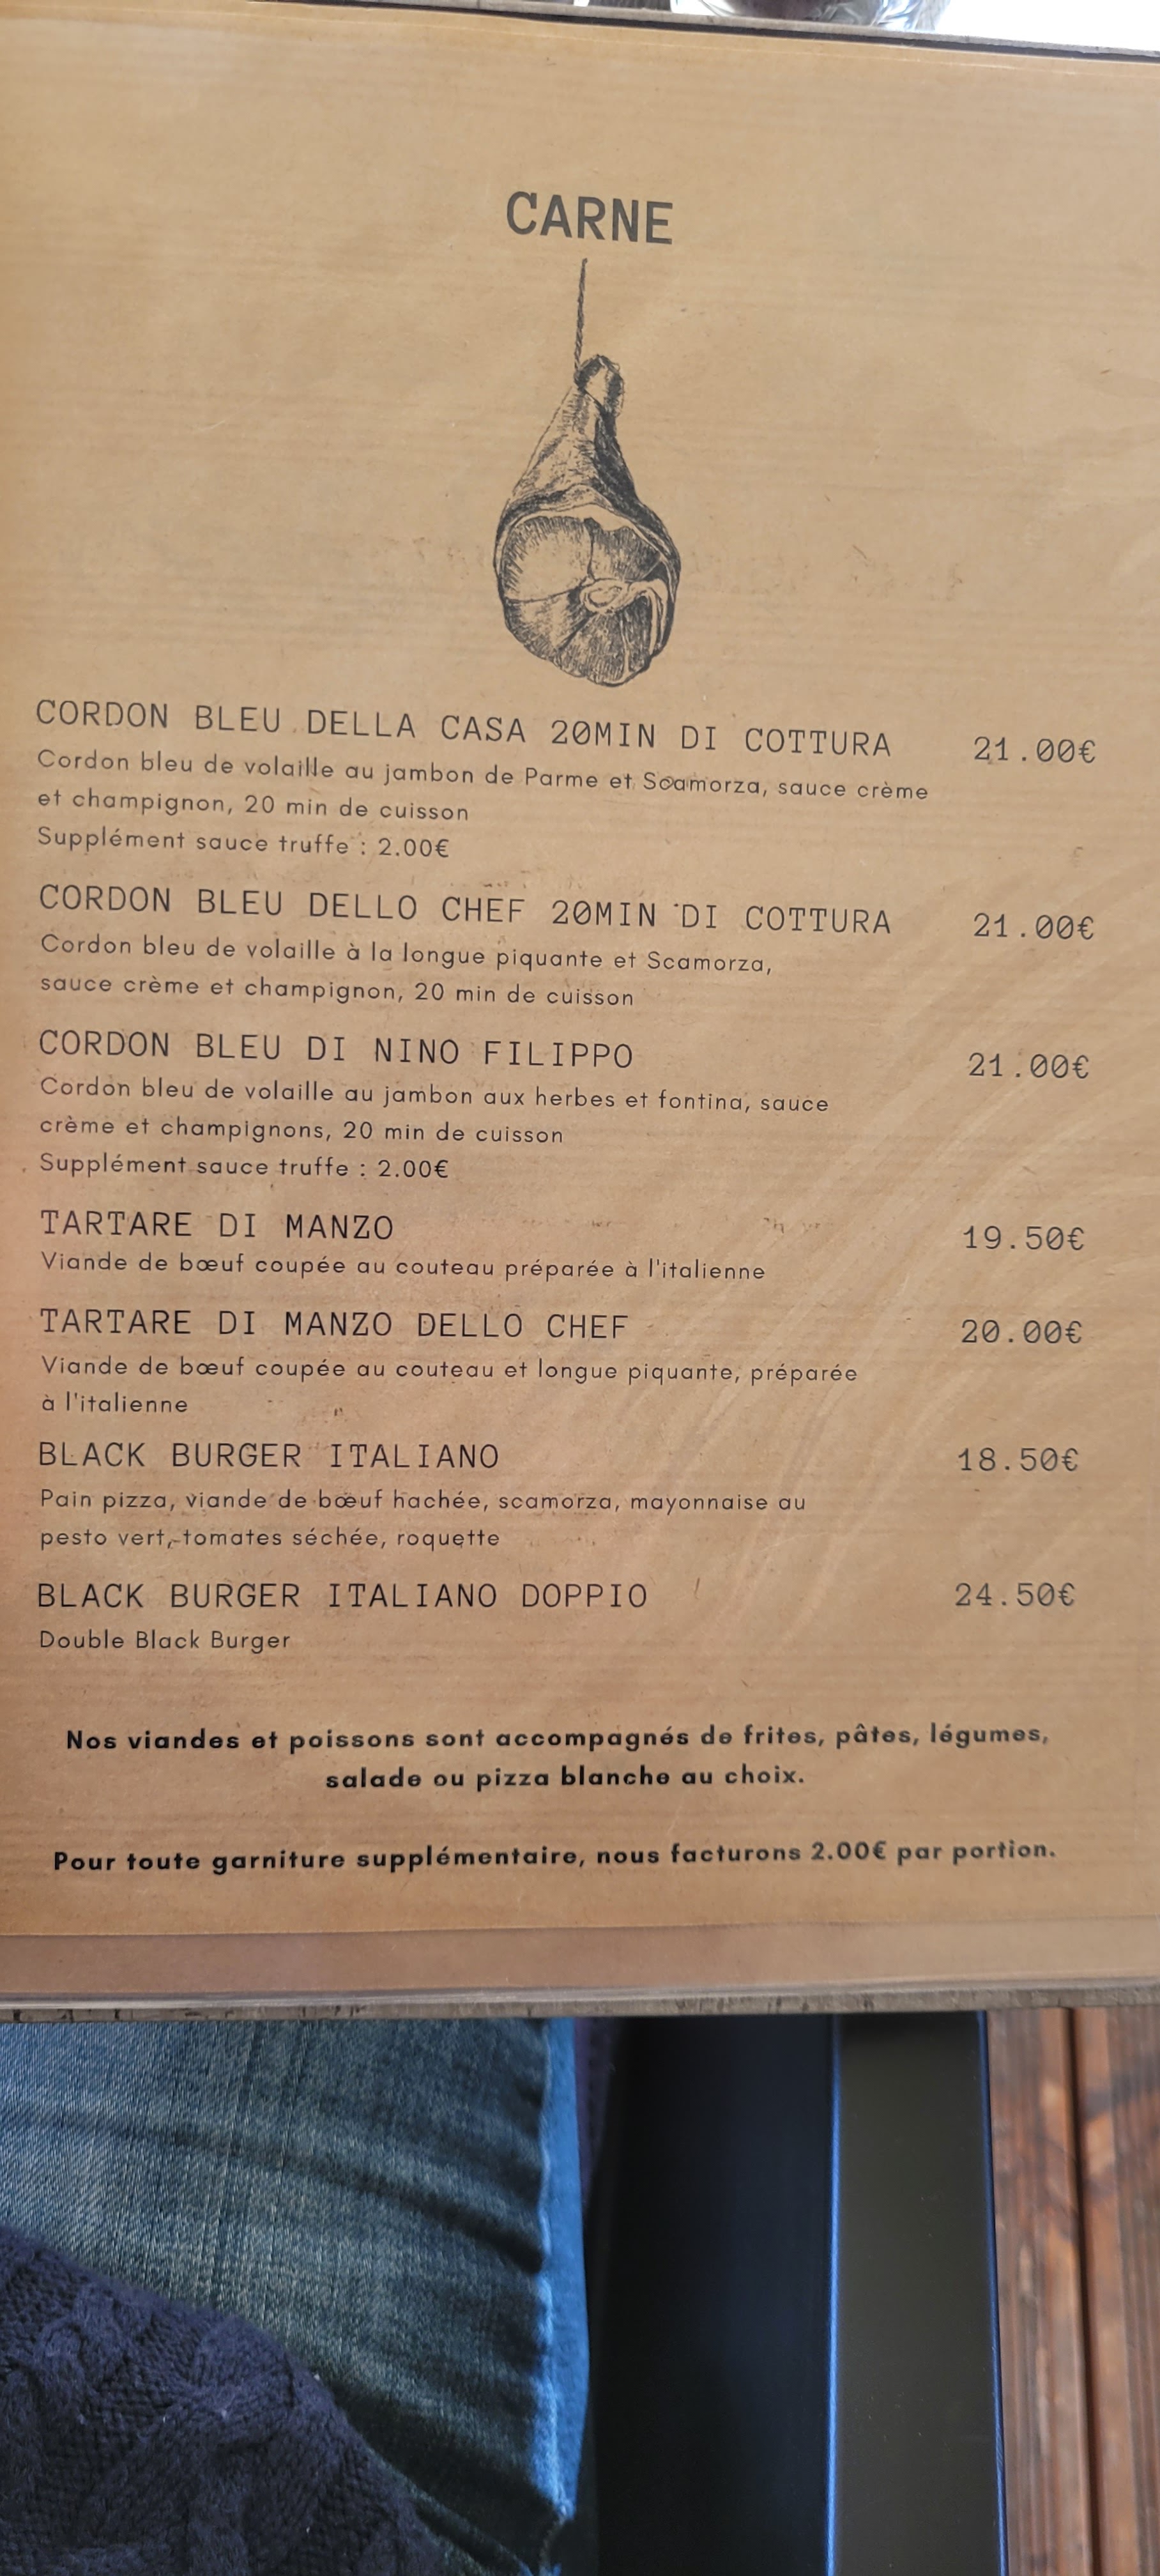 CARNE
CORDON BLEU DELLA CASA 20MIN DI COTTURA 21.00€
Cordon bleu de volaille au jambon de Parme et Scamorza, sauce crème
et champignon, 20 min de cuisson
Supplément sauce truffe : 2.00€
CORDON BLEU DELLO CHEF 20MIN DI COTTURA 21.00€
Cordon bleu de volaille à la longue piquante et Scamorza,
sauce crème et champignon, 20 min de cuisson
CORDON BLEU DI NINO FILIPPO 21.00€
Cordon bleu de volaille au jambon aux herbes et fontina, sauce
crème et champignons, 20 min de cuisson
Supplément sauce truffe : 2.00€
TARTARE DI MANZO 19.50€
Viande de bœuf coupée au couteau préparée à l'italienne
TARTARE DI MANZO DELLO CHEF 20.00€
Viande de bœuf coupée au couteau et longue piquante, préparée
à l'italienne
BLACK BURGER ITALIANO 18.50€
Pain pizza, viande de bœuf hachée, scamorza, mayonnaise au
pesto vert, tomates séchée, roquette
BLACK BURGER ITALIANO DOPPIO 24.50€
Double Black Burger
Nos viandes et poissons sont accompagnés de frites, pâtes, légumes,
salade ou pizza blanche au choix.
Pour toute garniture supplémentaire, nous facturons 2.00€ par portion.